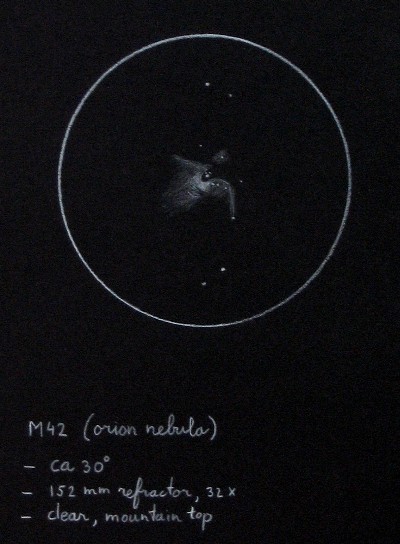 M42 (orion nebula)
- ca 30°
- 152 mm refractor, 32x
- clear, mountain top